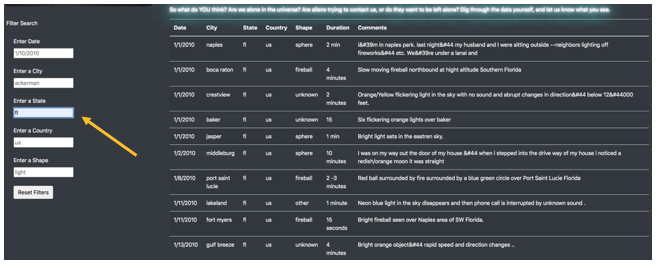 So what do YOU think? Are we alone in the universe? Are aliens trying to contact us, or do they want to be left alone? Dig through the data yourself, and let us know what you see.
Filter Search
Enter Date
1/10/2010
Enter a City
ackerman
Enter a State
fl
Enter a Country
us
Enter a Shape
light
Reset Filters
Date City State Country Shape Duration Comments
1/1/2010 naples fl us sphere 2 min i&#39m in naples park. last night&#44 my husband and I were sitting outside --neighbors lighting off
fireworks&#44 etc. We&#39re under a lanai and
1/1/2010 boca raton fl us fireball 4 Slow moving fireball northbound at hight altitude Southern Florida
minutes
1/1/2010 crestview fl us unknown 2 Orange/Yellow flickering light in the sky with no sound and abrupt changes in direction&#44 below 12&#44000
minutes feet.
1/1/2010 baker fl us unknown 15 Six flickering orange lights over baker
1/1/2010 jasper fl us sphere 1 min Bright light sets in the eastren sky.
1/2/2010 middleburg fl us sphere 10 I was on my way out the door of my house &#44 when i stepped into the drive way of my house i noticed a
minutes redish/orange moon it was straight
1/8/2010 port saint fl us fireball 2 -3 Red ball surrounded by fire surrounded by a blue green circle over Port Saint Lucie Florida
lucie minutes
1/11/2010 lakeland fl us other 1 minute Neon blue light in the sky disappears and then phone call is interrupted by unknown sound .
1/11/2010 fort myers fl us fireball 15 Bright fireball seen over Naples area of SW Florida.
seconds
1/13/2010 gulf breeze fl us unknown 4 Bright orange object&#44 rapid speed and direction changes ..
minutes